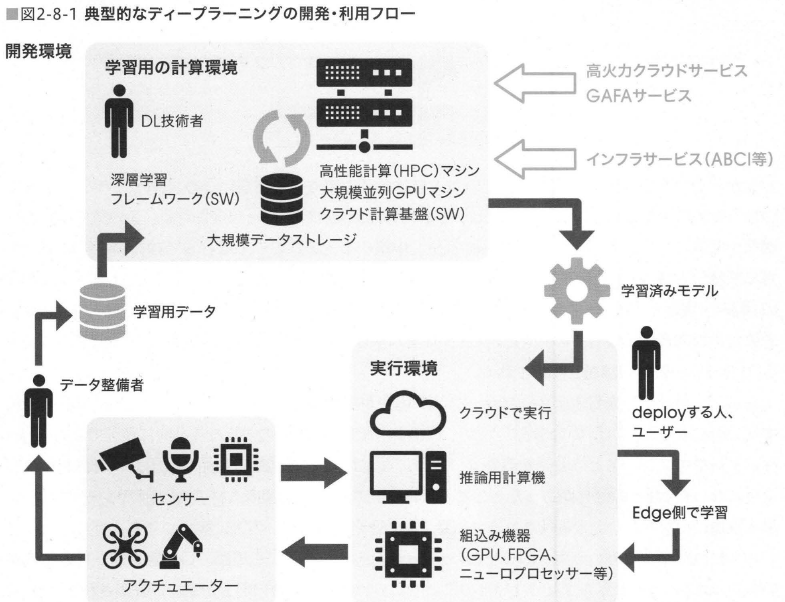 ■図2-8-1 典型的なディープラーニングの開発・利用フロー
開発環境
学習用の計算環境
DL技術者
深層学習
フレームワーク(SW)
高性能計算(HPC)マシン
大規模並列GPUマシン
クラウド計算基盤(SW)
大規模データストレージ
高火力クラウドサービス
GAFAサービス
インフラサービス(ABCI等)
学習用データ
学習済みモデル
データ整備者
実行環境
クラウドで実行
推論用計算機
組込み機器
(GPU、FPGA、
ニューロプロセッサー等)
deployする人、
ユーザー
Edge側で学習
センサー
アクチュエーター